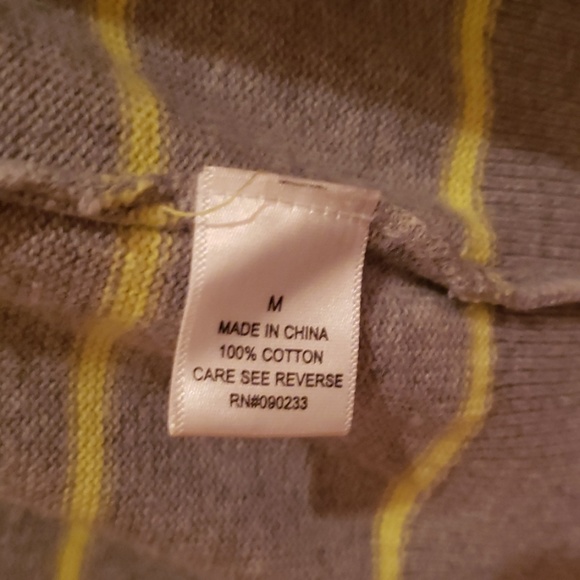 M
MADE IN CHINA
100% COTTON
CARE SEE REVERSE
RN#090233